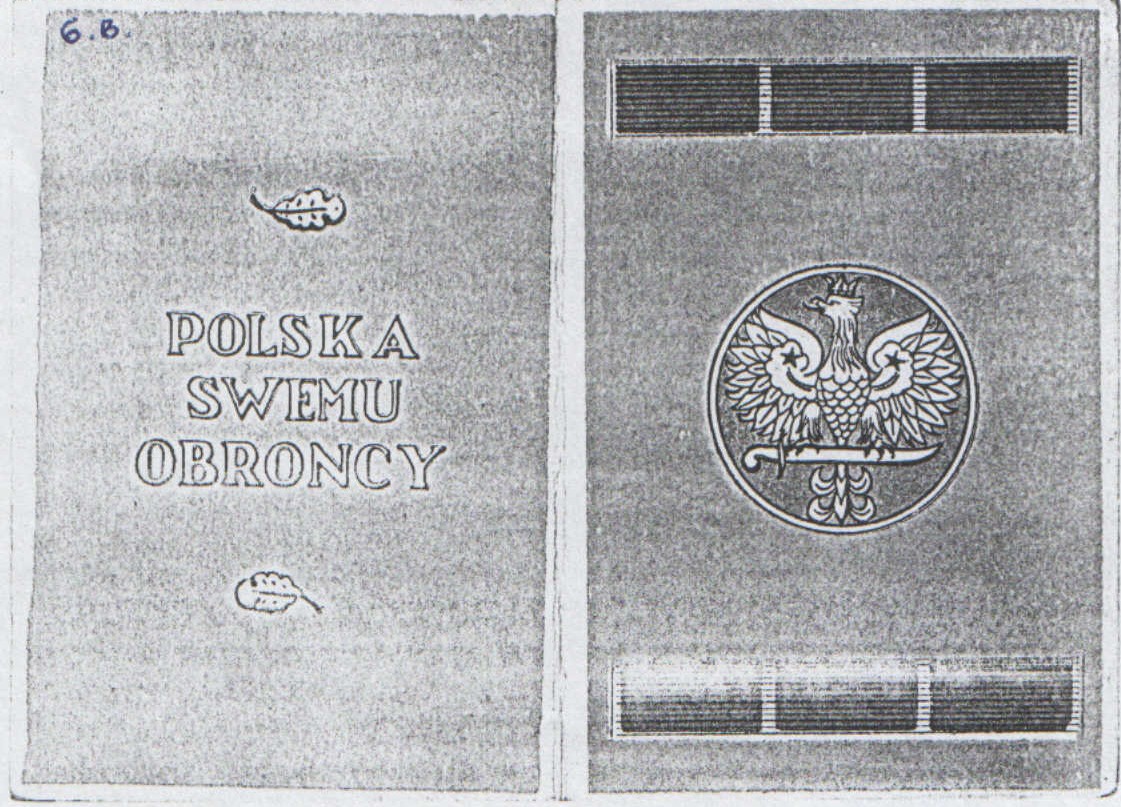 6.B.
POLSKA
SWEMU
OBRONCY